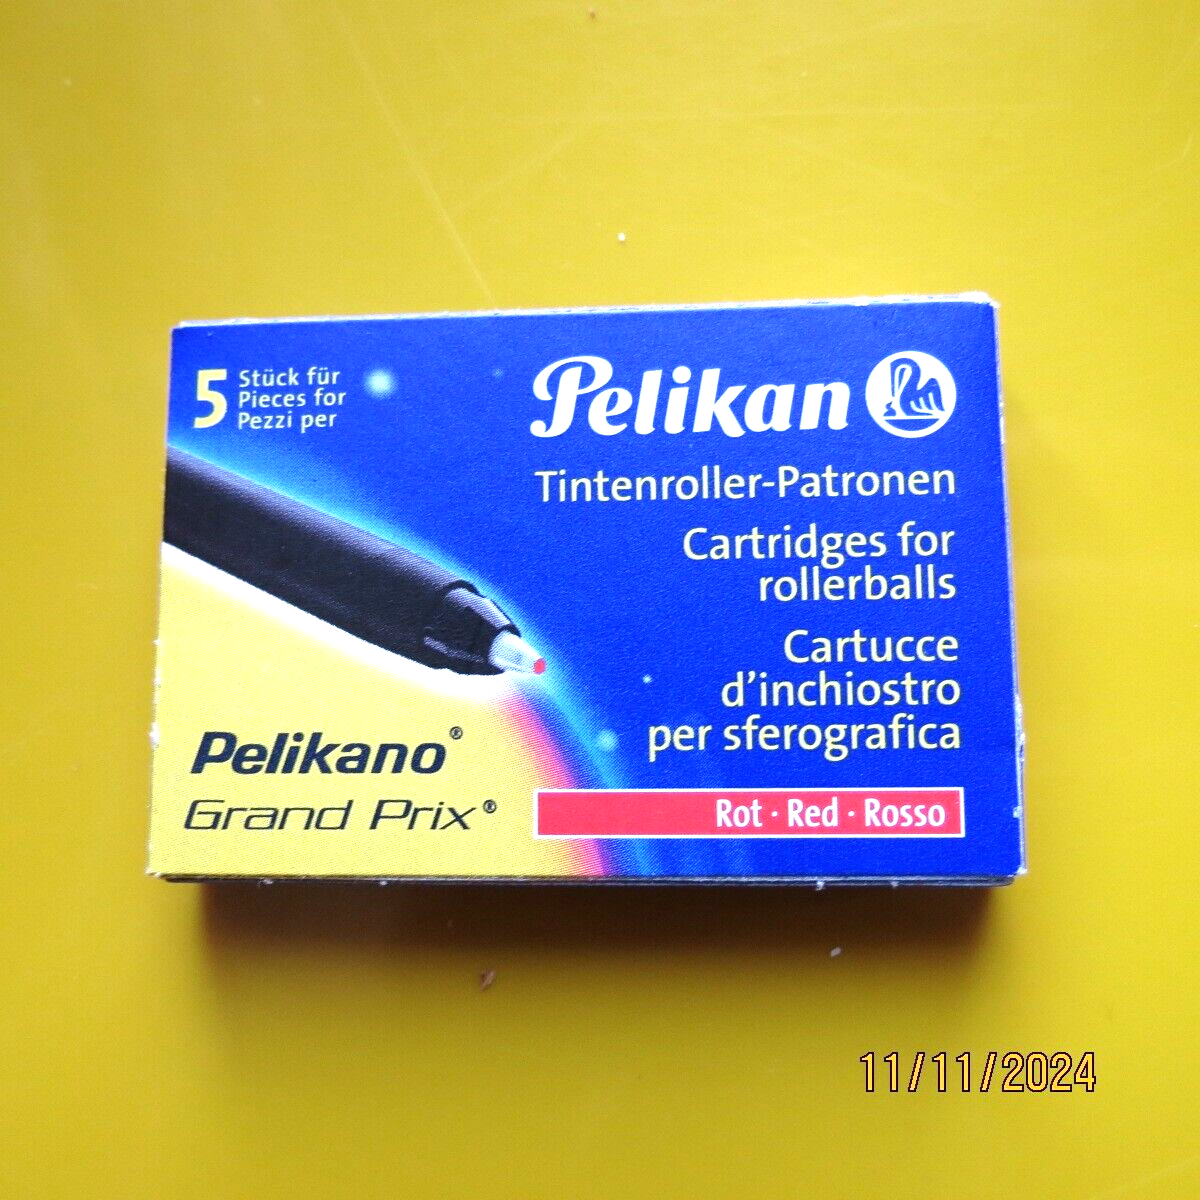 5 Stück für
Pieces for
Pezzi per
Pelikan
Tintenroller-Patronen
Cartridges for
rollerballs
Cartucce
d'inchiostro
per sferografica
Pelikano®
Grand Prix®
Rot · Red · Rosso
11/11/2024